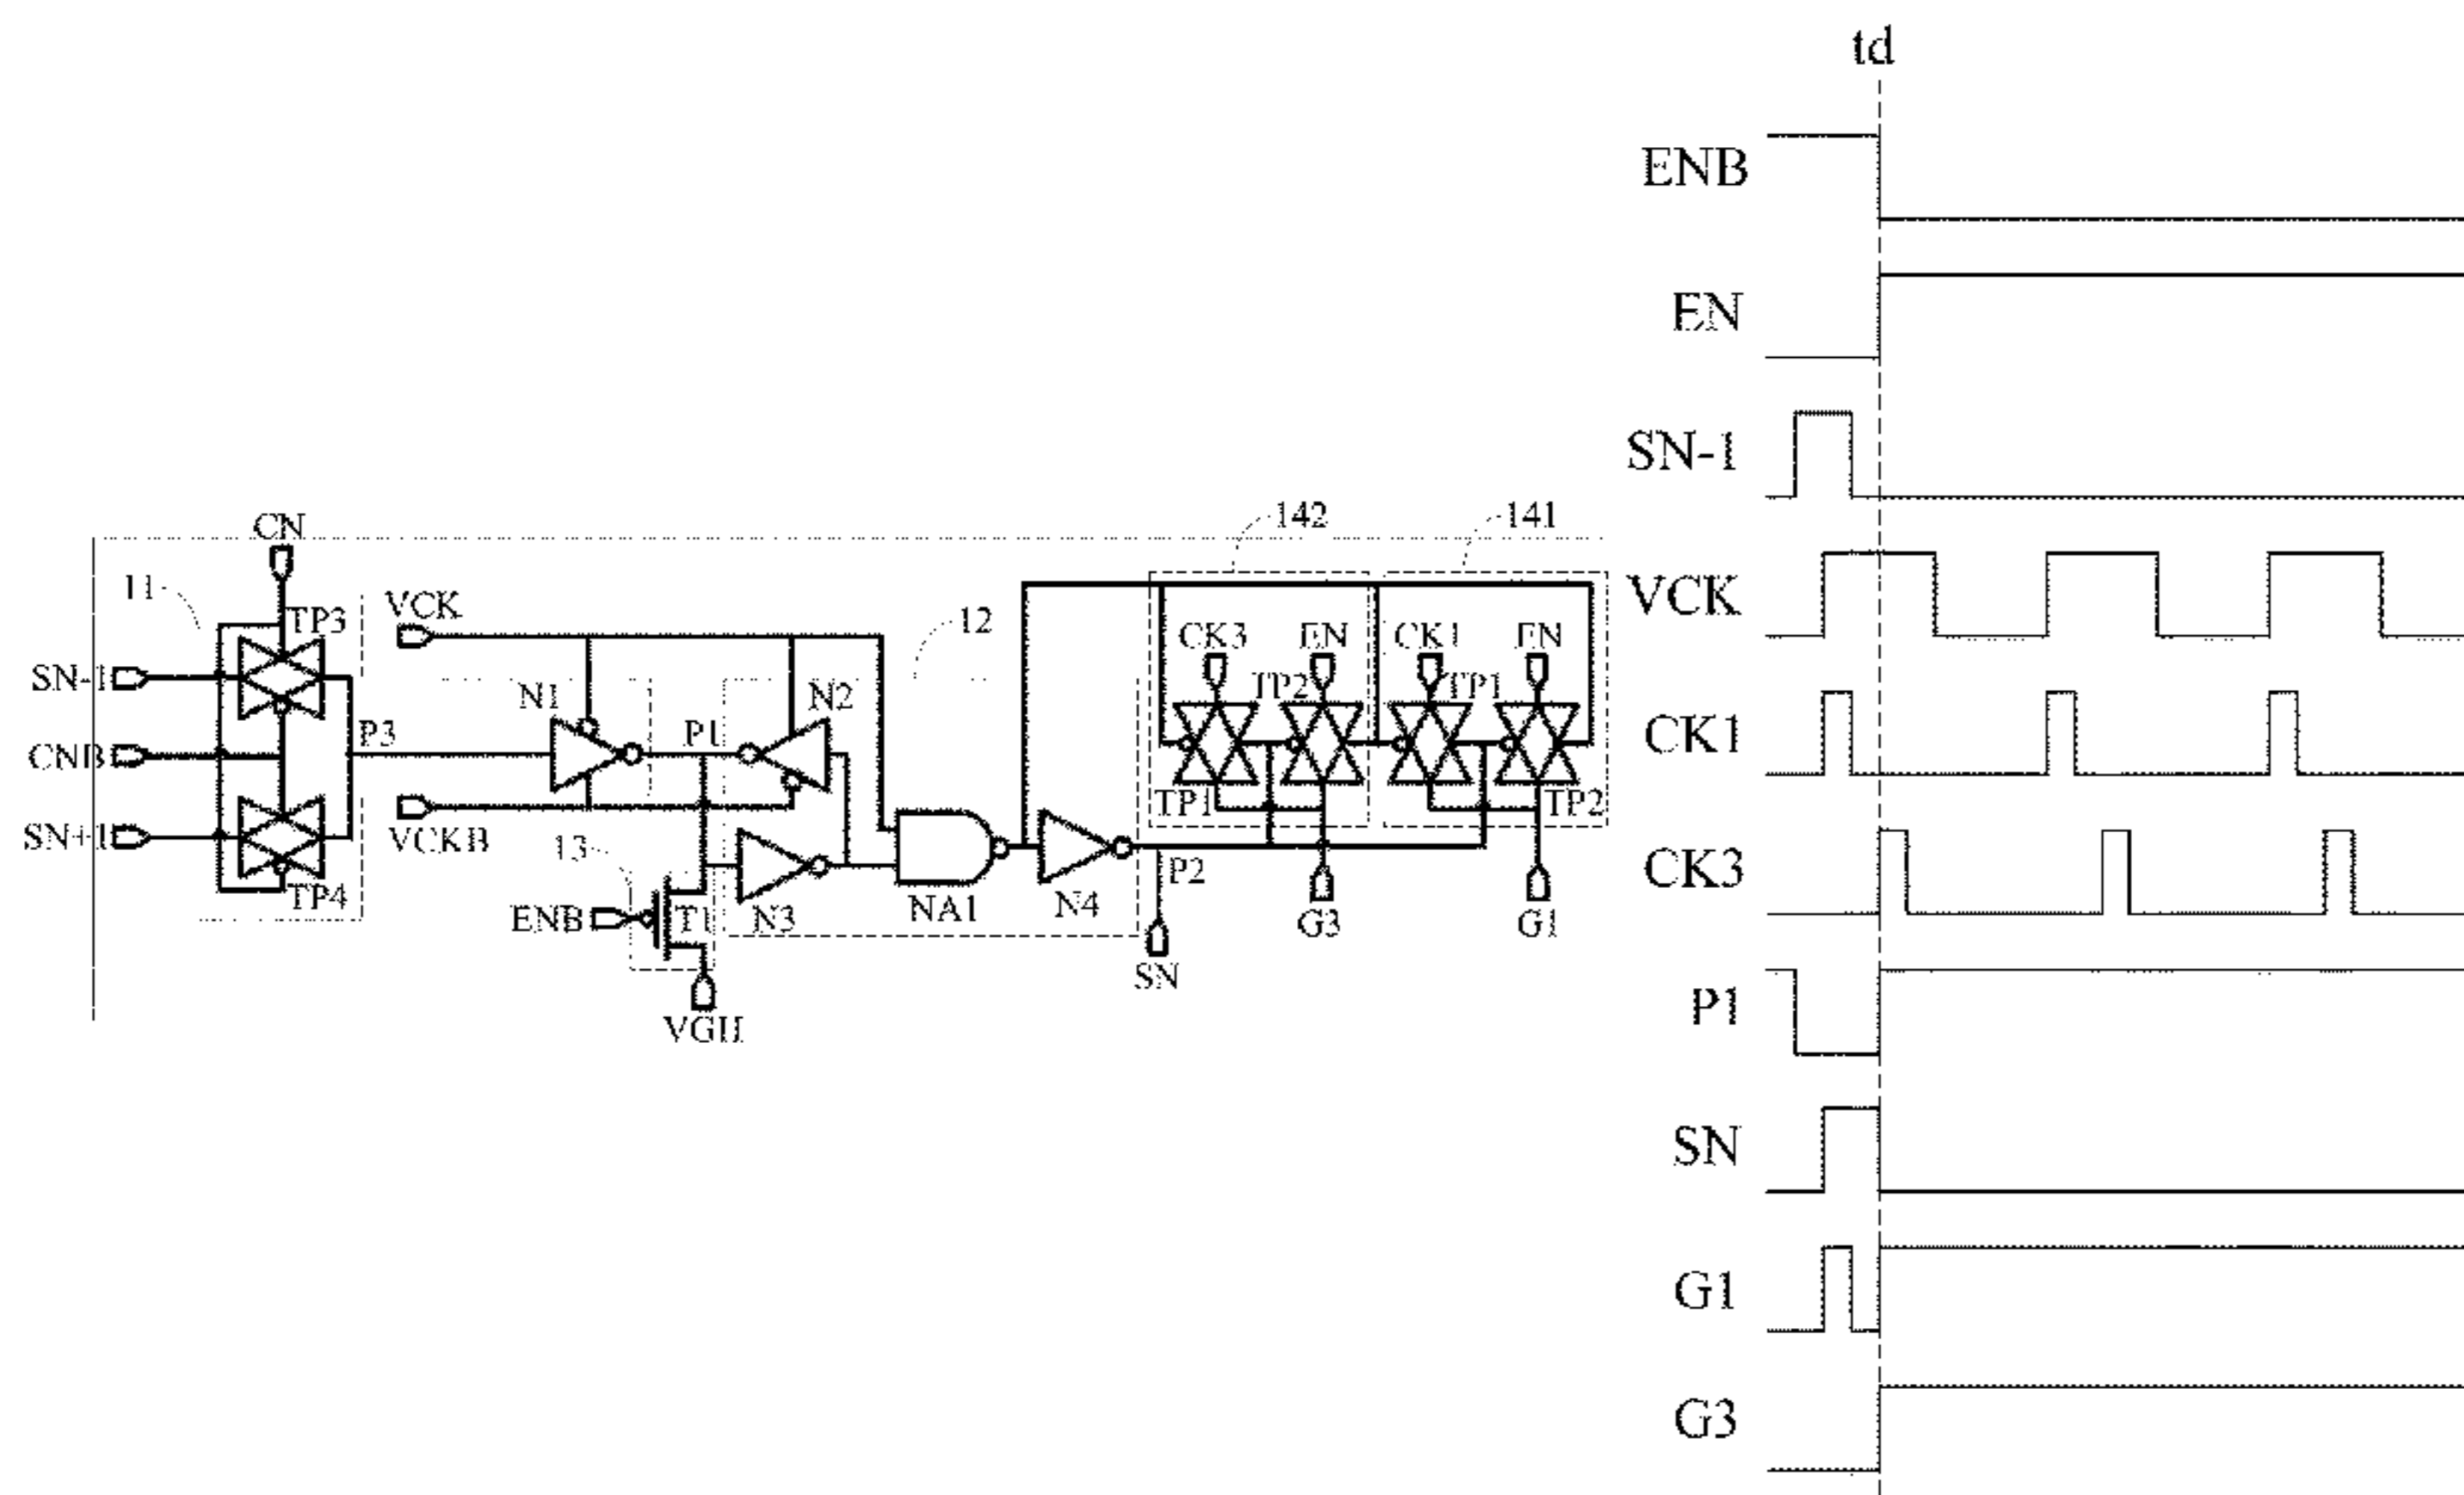 td
ENB
EN
SN-1
VCK
CK1
CK3
P1
SN
G1
G3
142
141
CN
11
TP3
VCK
12
SN-1
CK3
EN
CK1
EN
TP2
TP1
N1
N2
P3
P1
CNB
TP1
TP2
SN+1
VCKB
13
P2
TP4
ENB
T1
N3
NA1
N4
G3
G1
SN
VGH